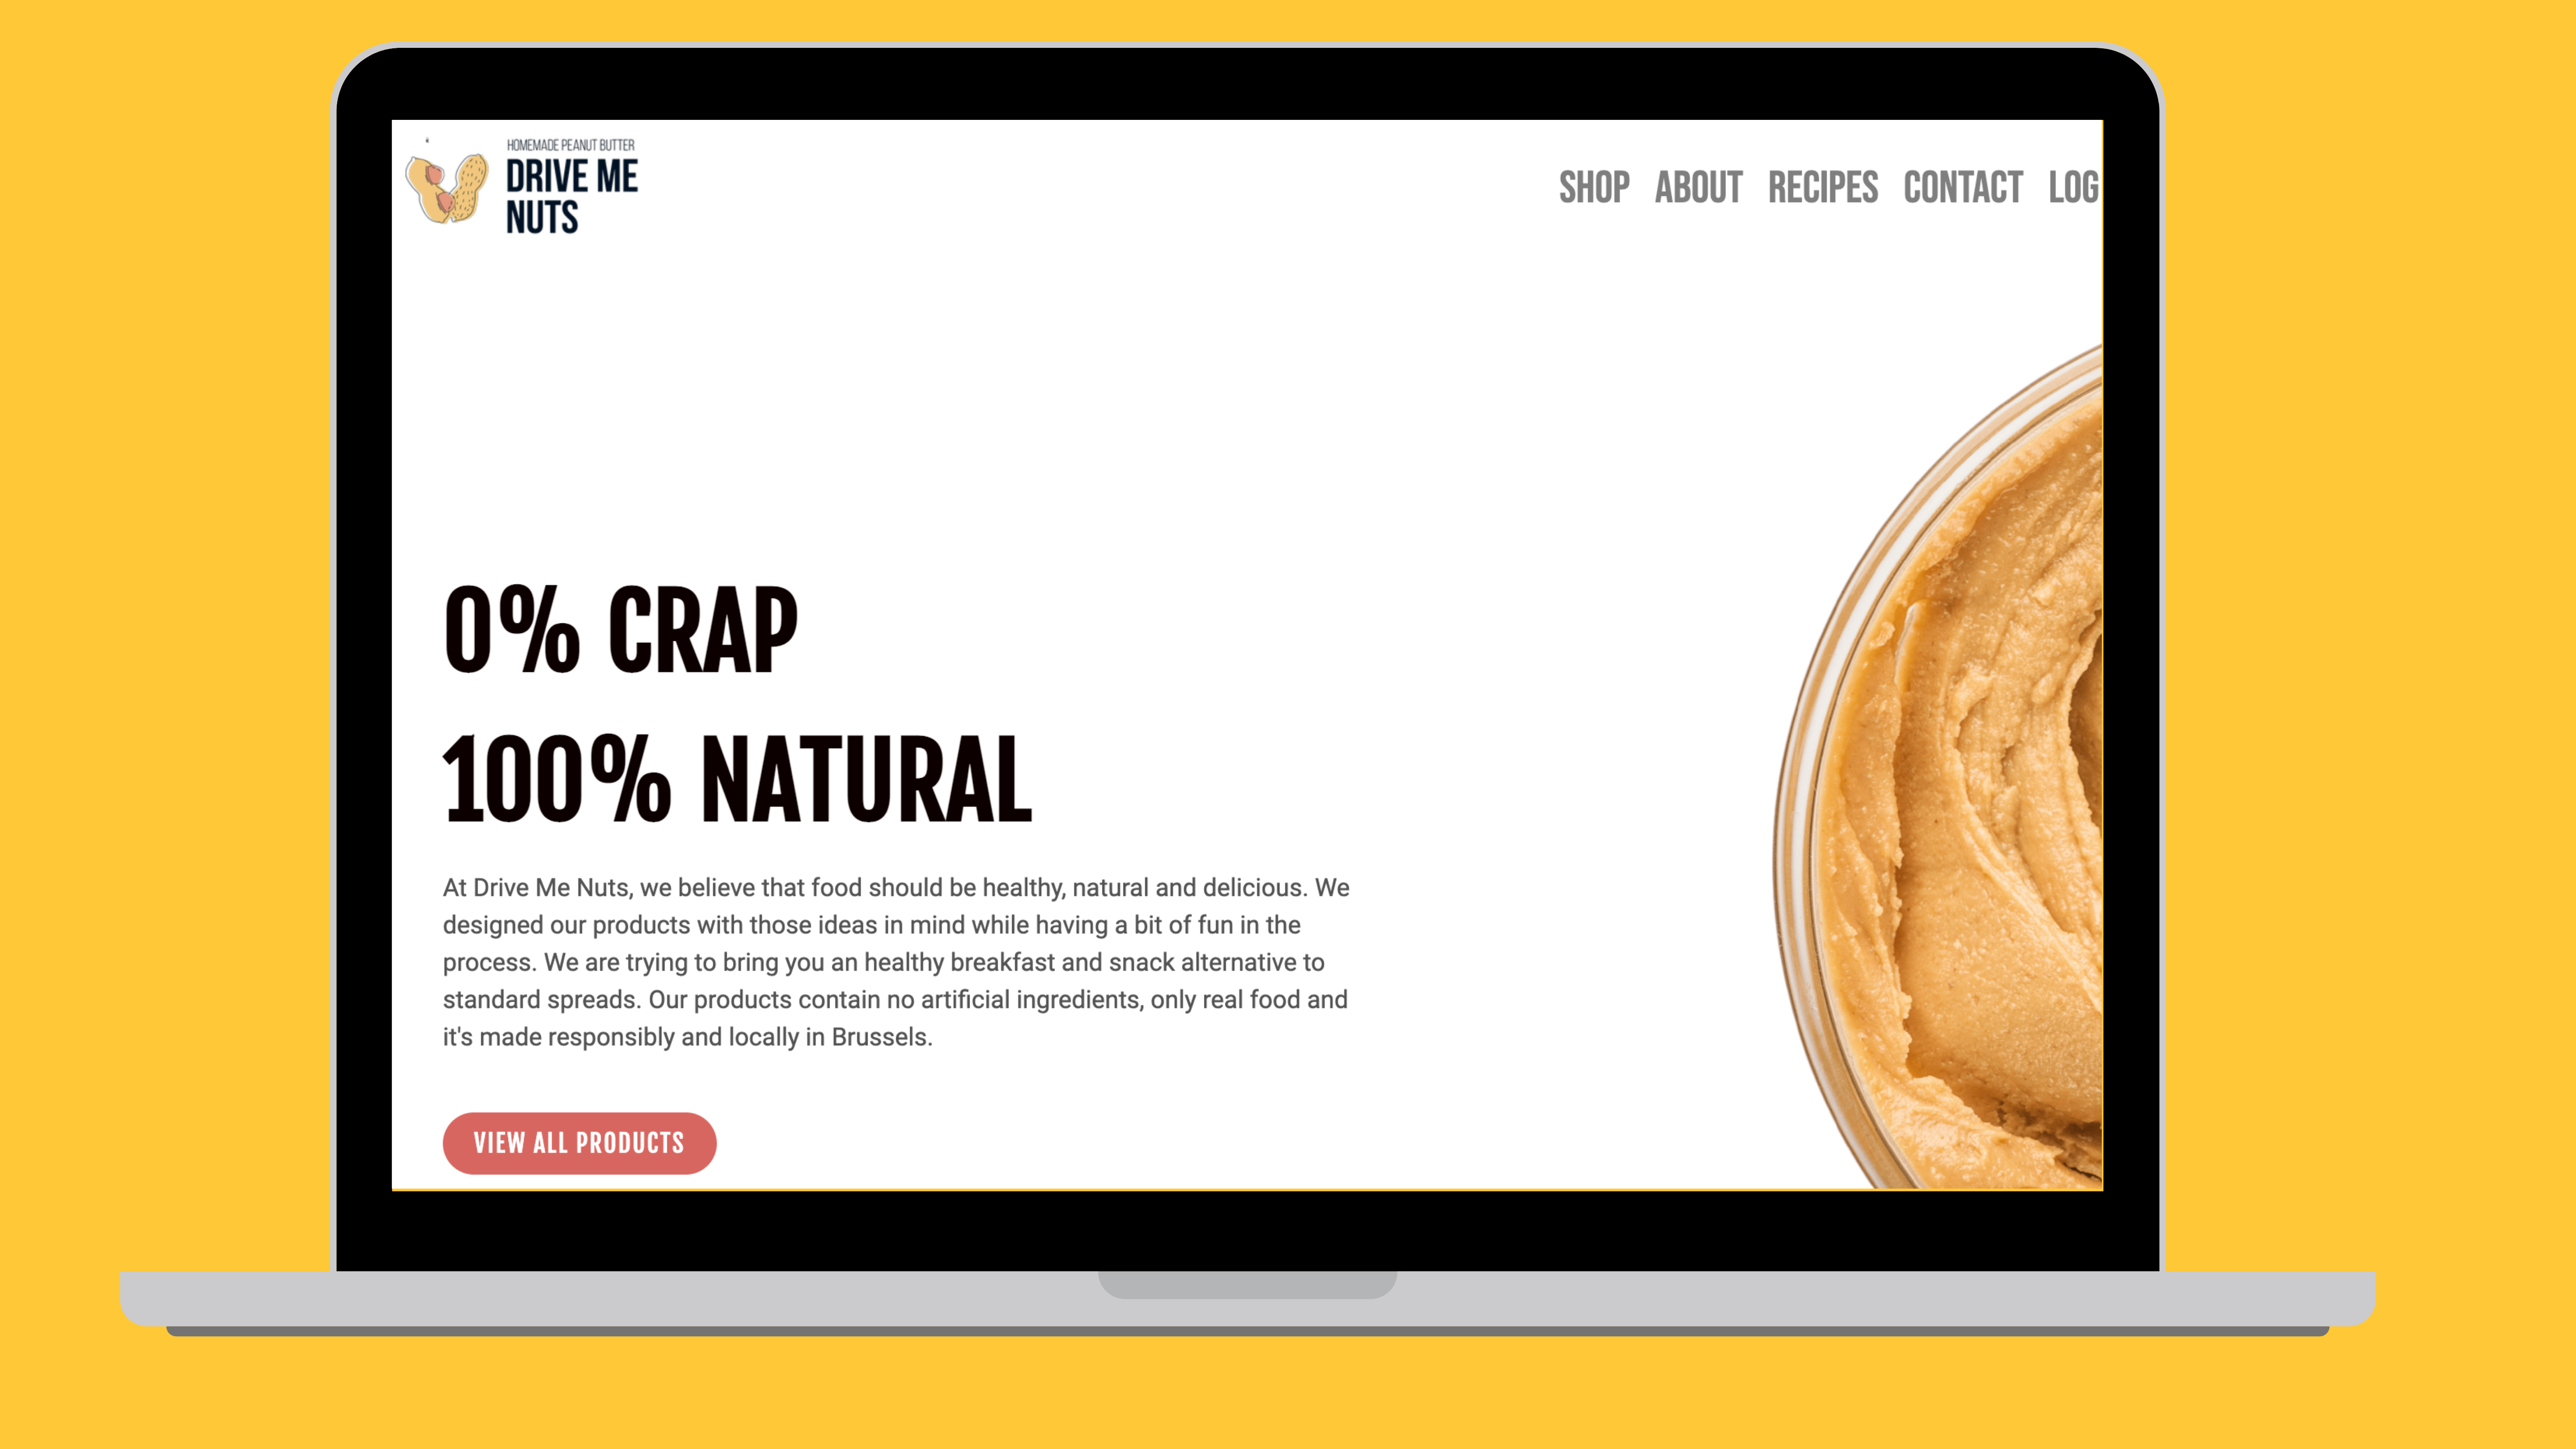 HOMEMADE PEANUT BUTTER
DRIVE ME
NUTS
SHOP ABOUT RECIPES CONTACT LOG
0% CRAP
100% NATURAL
At Drive Me Nuts, we believe that food should be healthy, natural and delicious. We
designed our products with those ideas in mind while having a bit of fun in the
process. We are trying to bring you an healthy breakfast and snack alternative to
standard spreads. Our products contain no artificial ingredients, only real food and
it's made responsibly and locally in Brussels.
VIEW ALL PRODUCTS